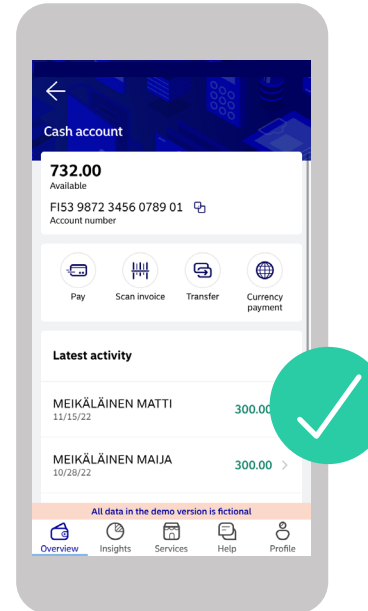 Cash account
732.00
Available
FI53 9872 3456 0789 01
Account number
Pay
Scan invoice
Transfer
Currency
payment
Latest activity
MEIKÄLÄINEN MATTI
300.00
11/15/22
MEIKÄLÄINEN MAIJA
300.00
10/28/22
All data in the demo version is fictional
Overview
Insights
Services
Help
Profile